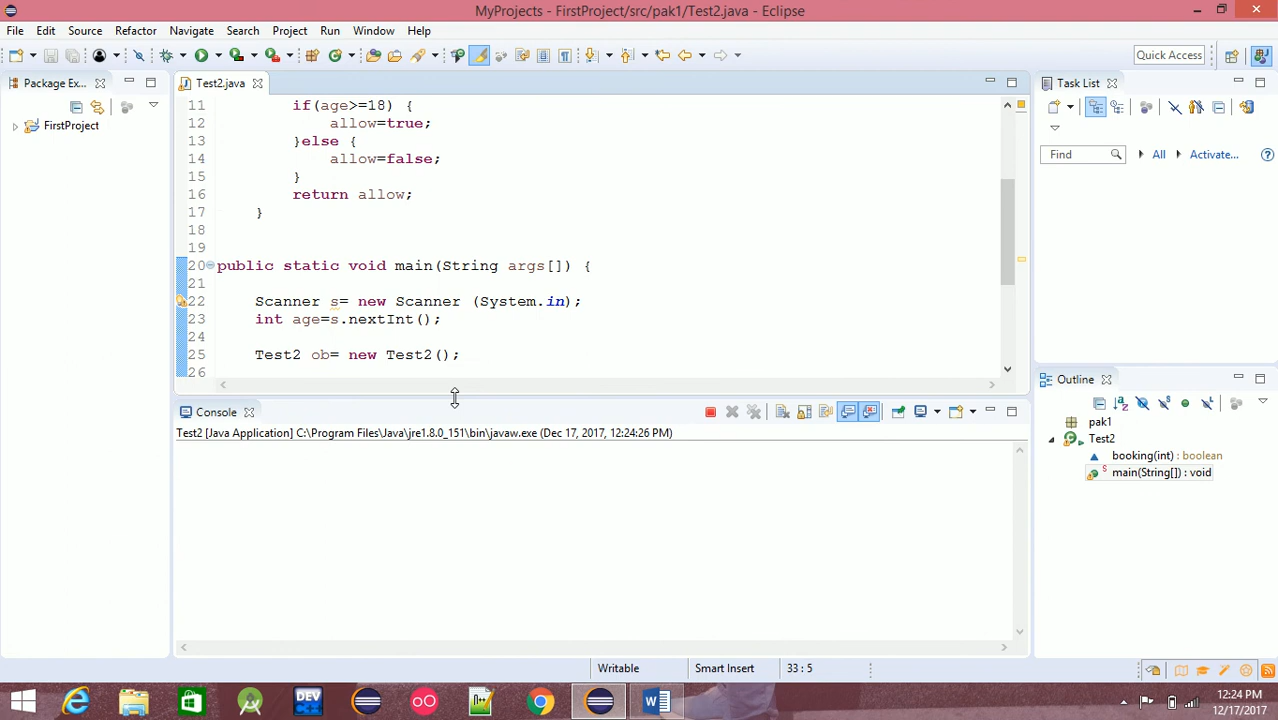 MyProjects - FirstProject/src/pak1/Test2.java - Eclipse
File Edit Source Refactor Navigate Search Project Run Window Help
Quick Access
Package Ex...
FirstProject
Test2.java
11 if(age>=18) {
12 allow=true;
13 }else {
14 allow=false;
15 }
16 return allow;
17 }
18
19
20 public static void main(String args[]) {
21
22 Scanner s= new Scanner (System.in);
23 int age=s.nextInt();
24
25 Test2 ob= new Test2();
26
Task List
Find All Activate...
Outline
pak1
Test2
booking(int) : boolean
main(String[]) : void
Console
Test2 [Java Application] C:\Program Files\Java\jre1.8.0_151\bin\javaw.exe (Dec 17, 2017, 12:24:26 PM)
Writable Smart Insert 33 : 5
DEV
12:24 PM
12/17/2017